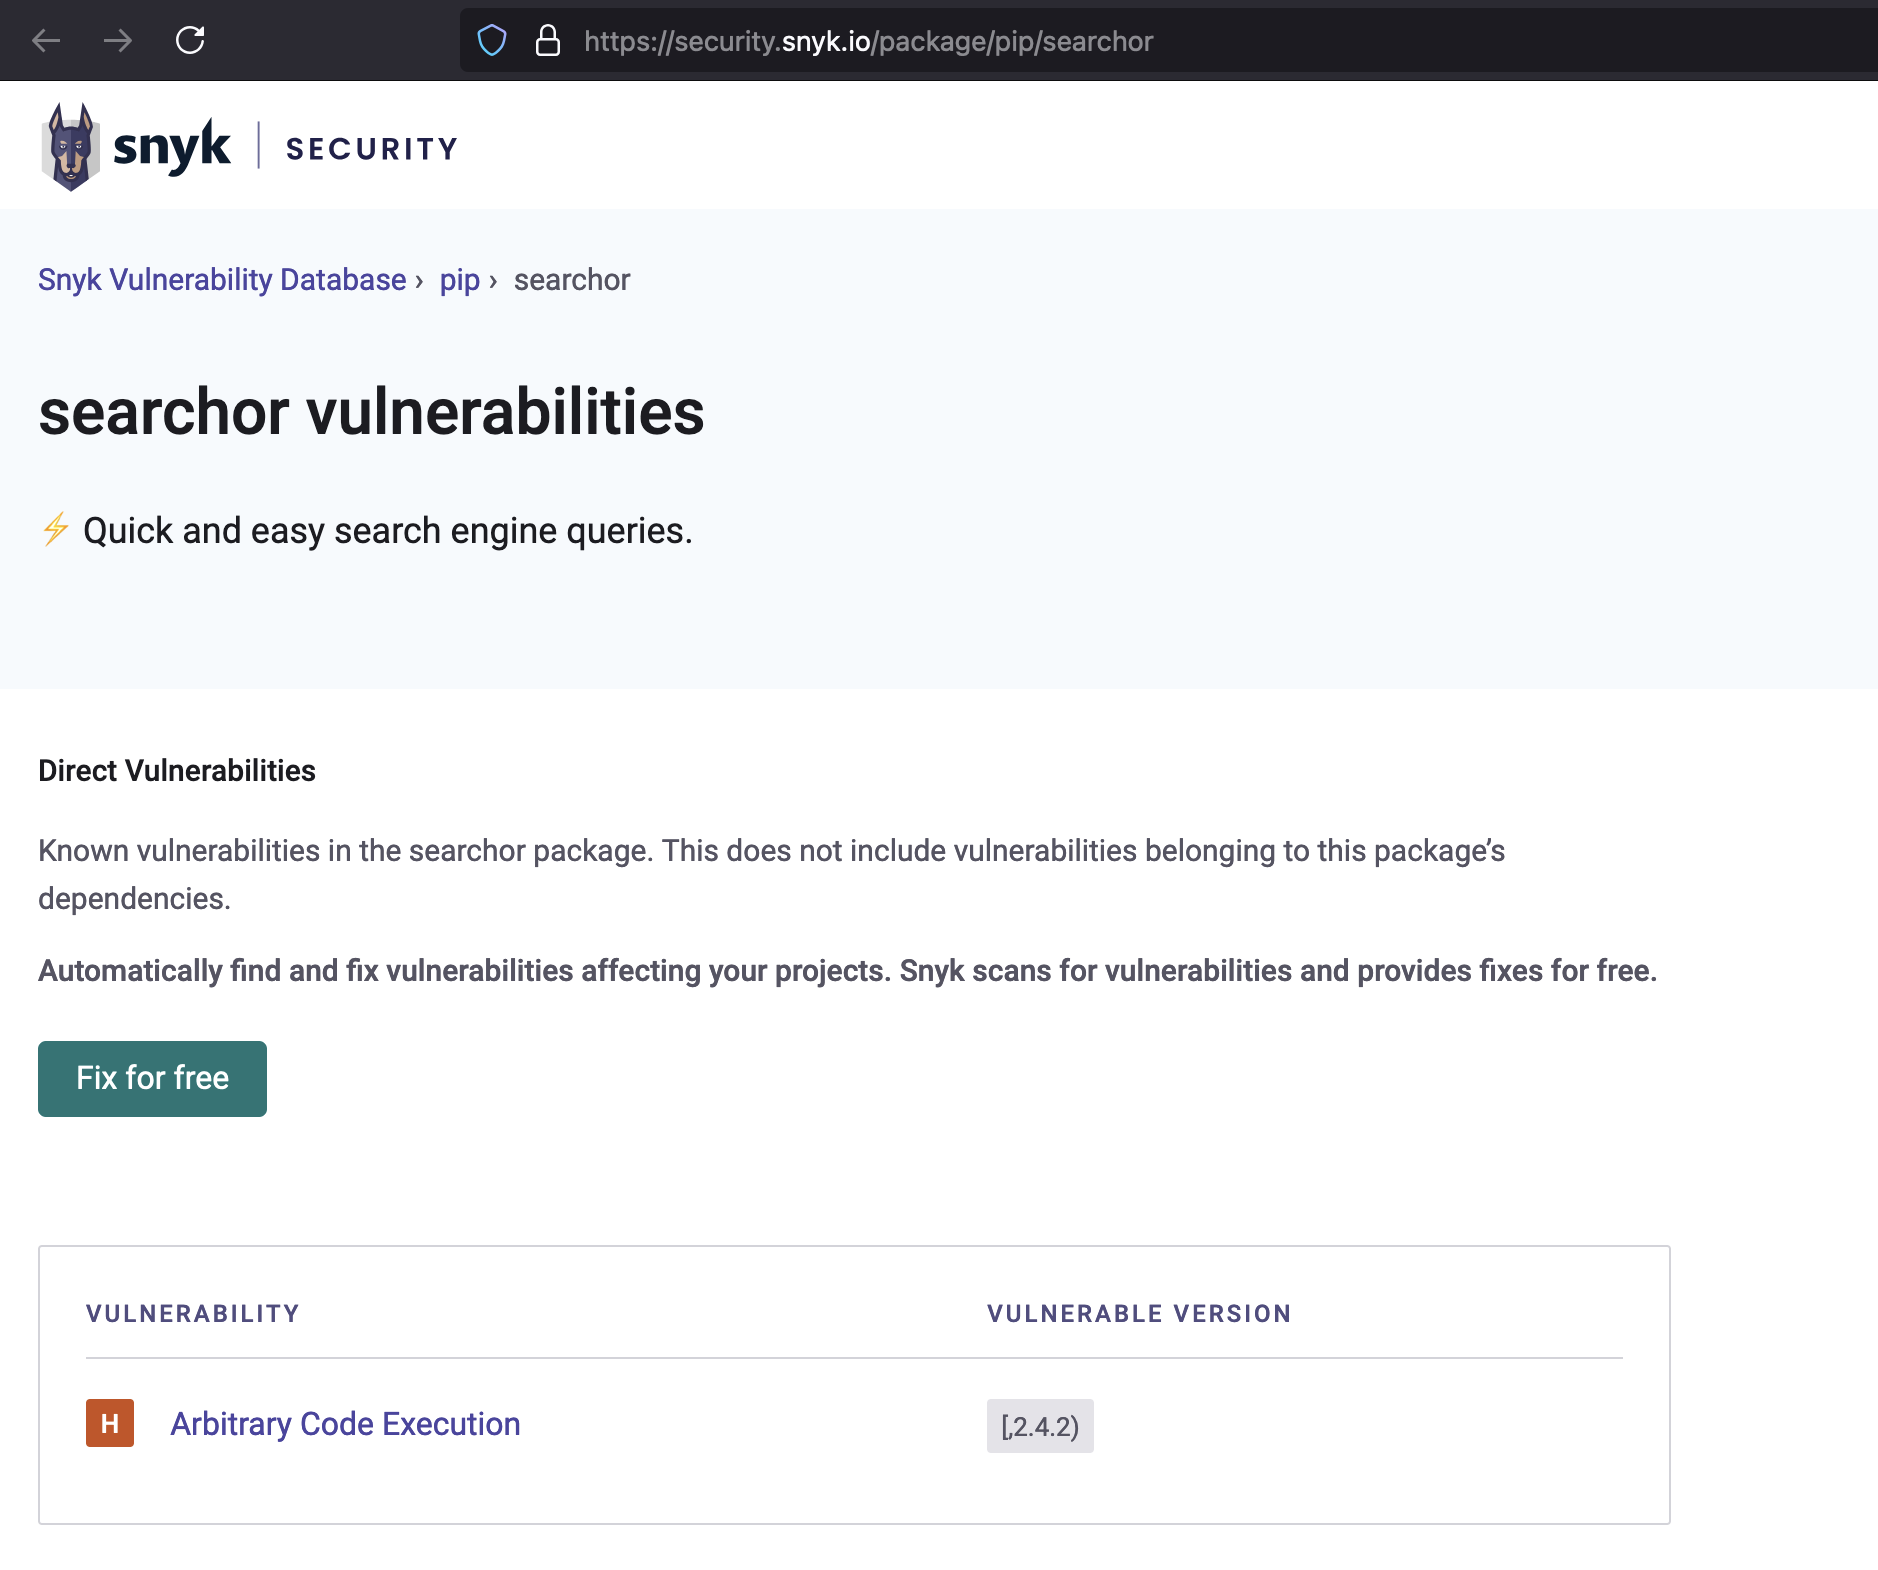 https://security.snyk.io/package/pip/searchor
snyk | SECURITY
Snyk Vulnerability Database › pip › searchor
searchor vulnerabilities
⚡ Quick and easy search engine queries.
Direct Vulnerabilities
Known vulnerabilities in the searchor package. This does not include vulnerabilities belonging to this package’s
dependencies.
Automatically find and fix vulnerabilities affecting your projects. Snyk scans for vulnerabilities and provides fixes for free.
Fix for free
VULNERABILITY VULNERABLE VERSION
H Arbitrary Code Execution [,2.4.2)